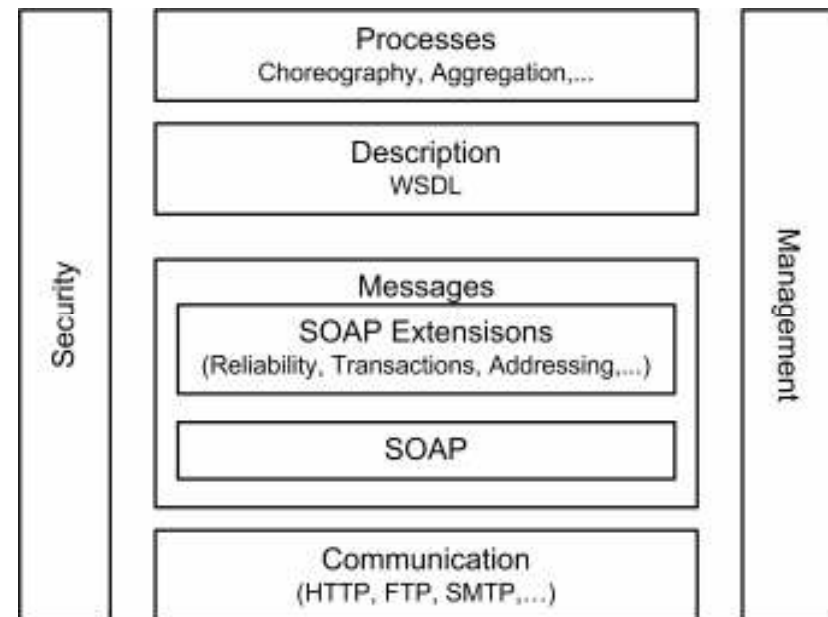 Processes
Choreography, Aggregation,...
Description
WSDL
Security
Management
Messages
SOAP Extensisons
(Reliability, Transactions, Addressing,...)
SOAP
Communication
(HTTP, FTP, SMTP,...)